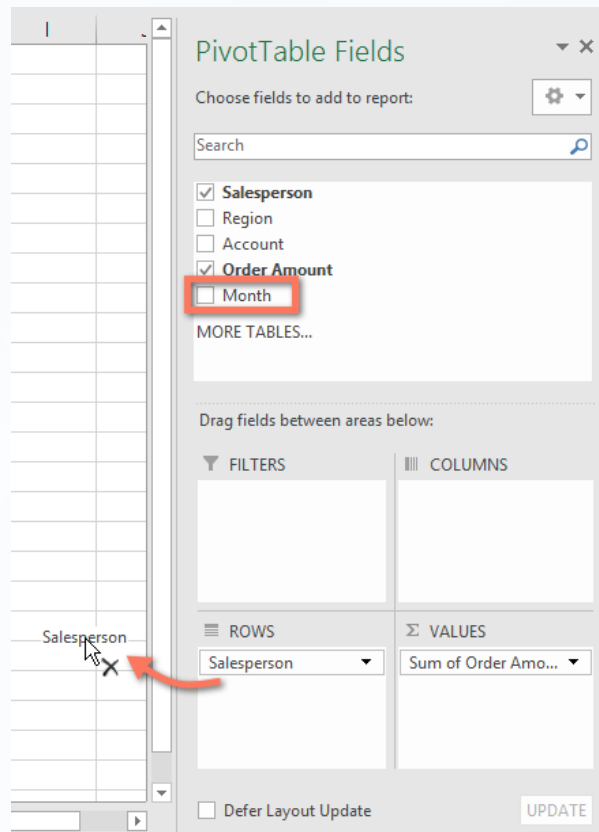 I
PivotTable Fields
Choose fields to add to report:
Search
Salesperson
Region
Account
Order Amount
Month
MORE TABLES...
Drag fields between areas below:
FILTERS
COLUMNS
Salesperson
ROWS
Σ VALUES
Salesperson
Sum of Order Amo...
Defer Layout Update
UPDATE